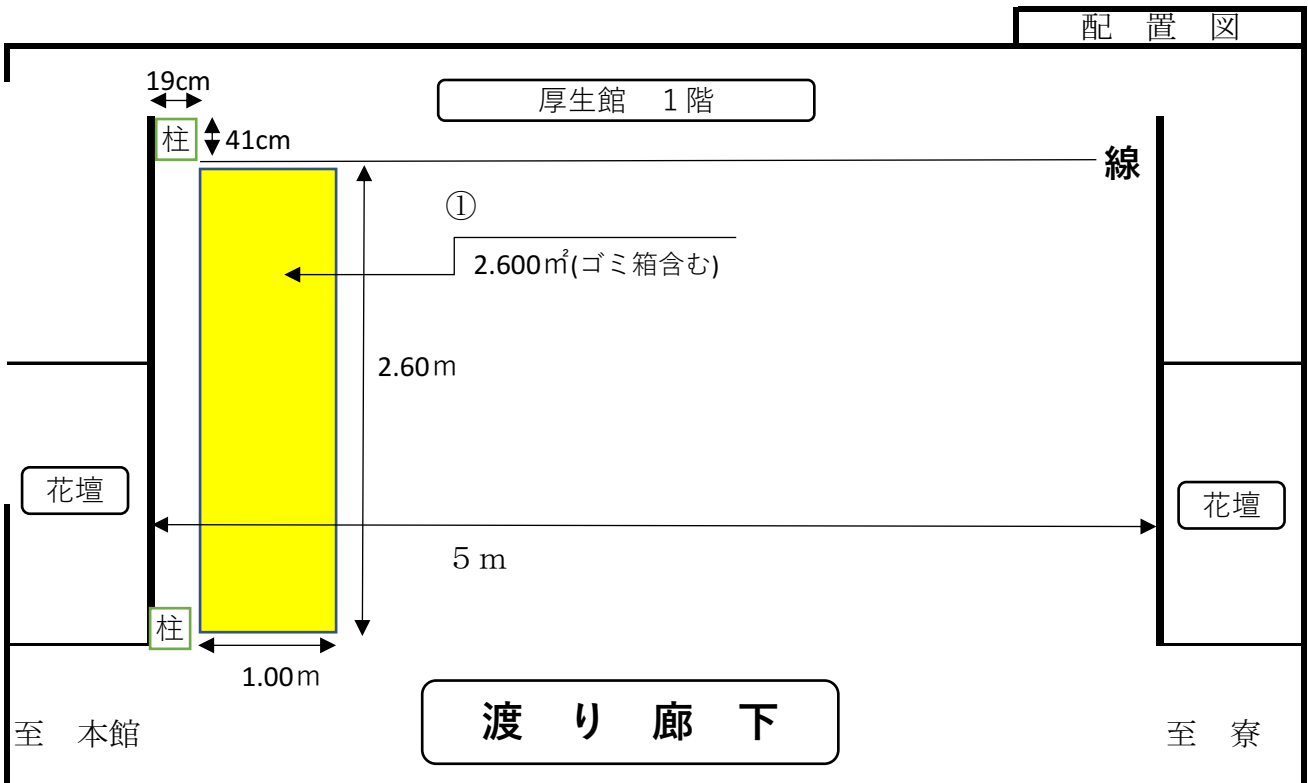 配 置 図
19cm
厚生館 1階
柱
41cm
線
①
2.600㎡(ゴミ箱含む)
2.60ｍ
花壇
花壇
５ｍ
柱
1.00ｍ
渡 り 廊 下
至 本館
至 寮